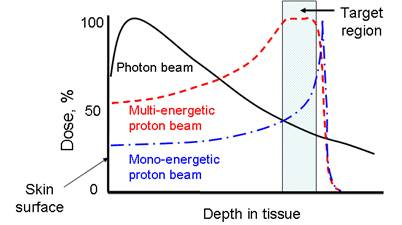 100
Target
region
Photon beam
Dose, %
50
Multi-energetic
proton beam
Mono-energetic
proton beam
0
Skin
surface
Depth in tissue